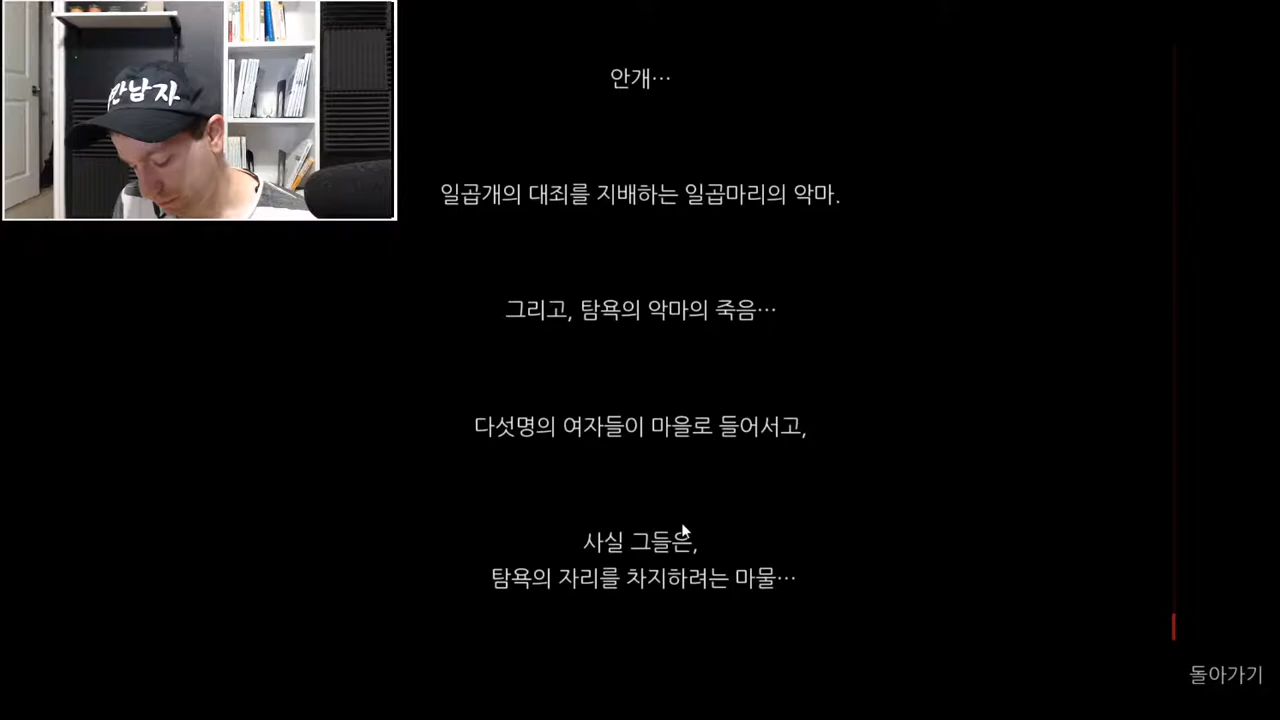 만남자
안개…
일곱개의 대죄를 지배하는 일곱마리의 악마.
그리고, 탐욕의 악마의 죽음…
다섯명의 여자들이 마을로 들어서고,
사실 그들은,
탐욕의 자리를 차지하려는 마물…
돌아가기